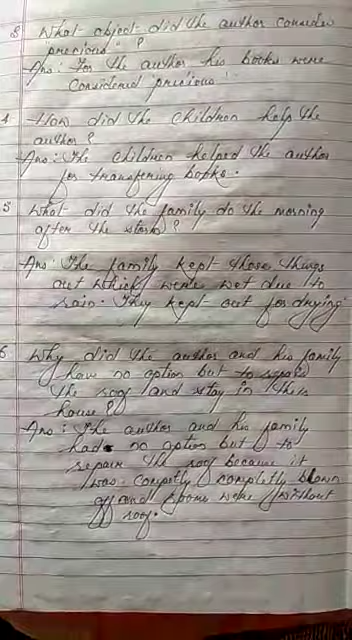 3 What object did the author consider
"precious" ?
Ans: For the author his books were
considered 'precious'
4 How did the children help the
author?
Ans: The children helped the author
for transfering books.
5 What did the family do the morning
after the storm?
Ans: The family kept those things
out which were wet due to
rain. They kept out for drying
6. Why did the author and his family
have no option but to repair
the roof and stay in this
house?
Ans: The author and his family
had no option but to
repair the roof because it
was completly blown
off and rooms were without
roof.